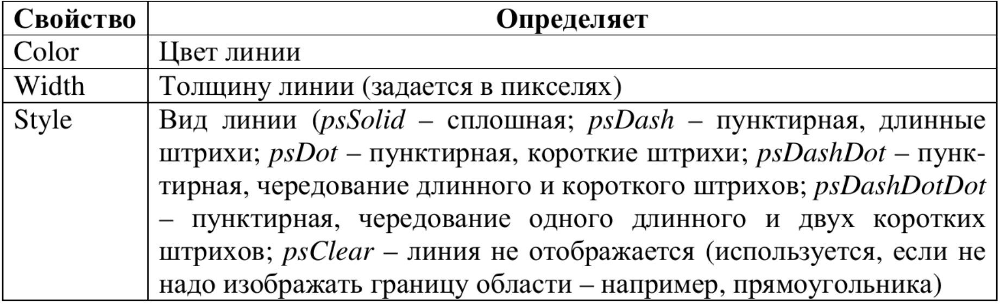 Свойство Определяет
Color Цвет линии
Width Толщину линии (задается в пикселях)
Style Вид линии (psSolid – сплошная; psDash – пунктирная, длинные
штрихи; psDot – пунктирная, короткие штрихи; psDashDot – пунк-
тирная, чередование длинного и короткого штрихов; psDashDotDot
– пунктирная, чередование одного длинного и двух коротких
штрихов; psClear – линия не отображается (используется, если не
надо изображать границу области – например, прямоугольника)